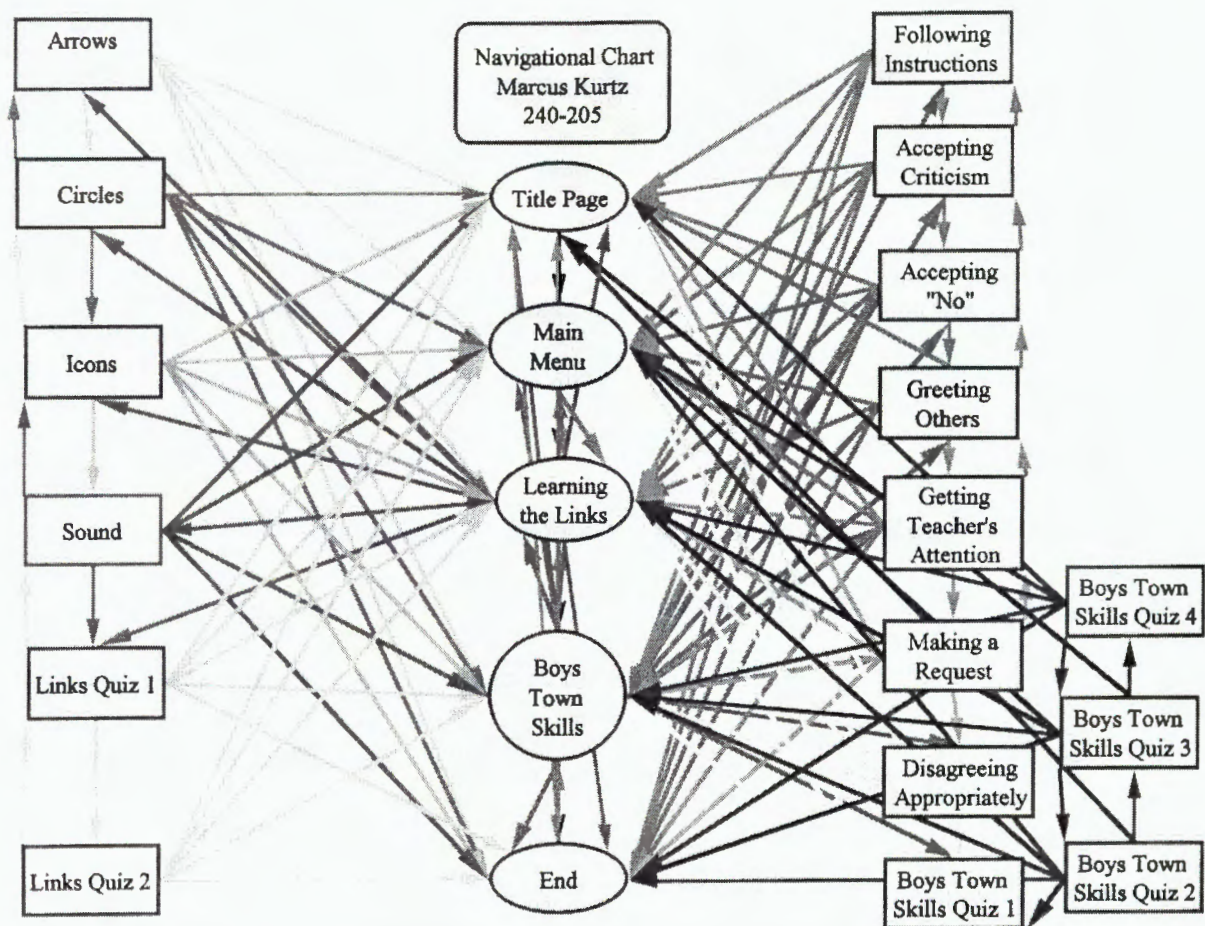 Arrows
Navigational Chart
Marcus Kurtz
240-205
Following
Instructions
Circles
Title Page
Accepting
Criticism
Icons
Main
Menu
Accepting
"No"
Greeting
Others
Sound
Learning
the Links
Getting
Teacher's
Attention
Boys Town
Skills Quiz 4
Links Quiz 1
Boys
Town
Skills
Making a
Request
Boys Town
Skills Quiz 3
Disagreeing
Appropriately
Links Quiz 2
End
Boys Town
Skills Quiz 1
Boys Town
Skills Quiz 2